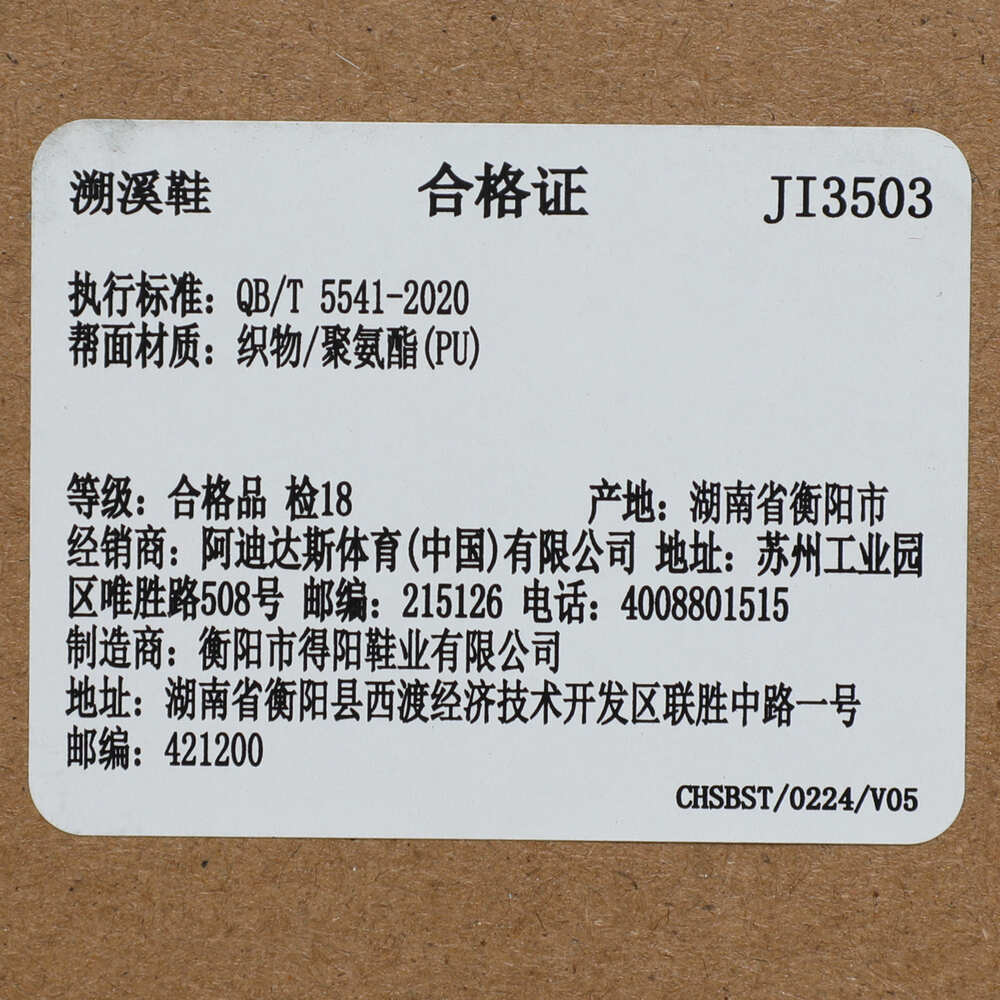 溯溪鞋 合格证 JI3503
执行标准：QB/T 5541-2020
帮面材质：织物/聚氨酯(PU)
等级：合格品 检18 产地：湖南省衡阳市
经销商：阿迪达斯体育(中国)有限公司 地址：苏州工业园
区唯胜路508号 邮编：215126 电话：4008801515
制造商：衡阳市得阳鞋业有限公司
地址：湖南省衡阳县西渡经济技术开发区联胜中路一号
邮编：421200
CHSBST/0224/V05